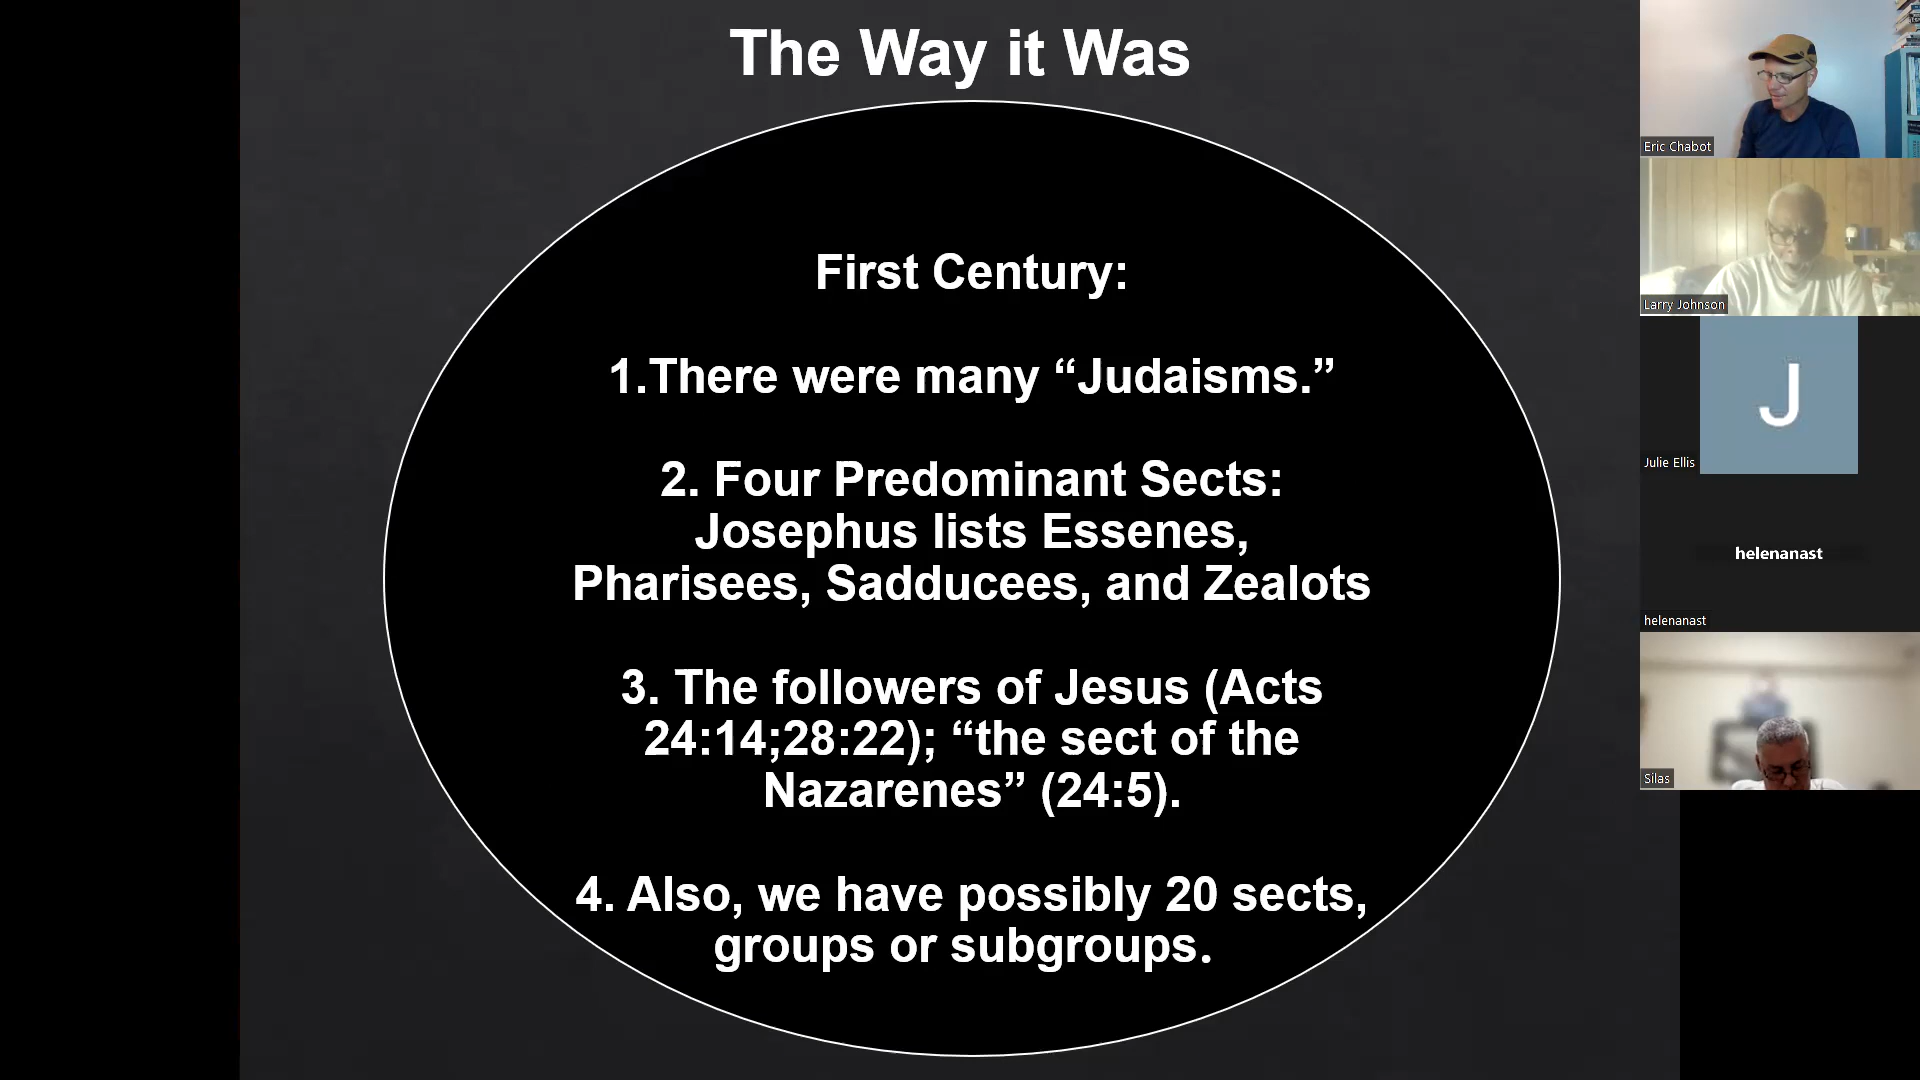 The Way it Was
First Century:
1.There were many “Judaisms.”
2. Four Predominant Sects:
Josephus lists Essenes,
Pharisees, Sadducees, and Zealots
3. The followers of Jesus (Acts
24:14;28:22); “the sect of the
Nazarenes” (24:5).
4. Also, we have possibly 20 sects,
groups or subgroups.
Eric Chabot
Larry Johnson
J
Julie Ellis
helenanast
helenanast
Silas